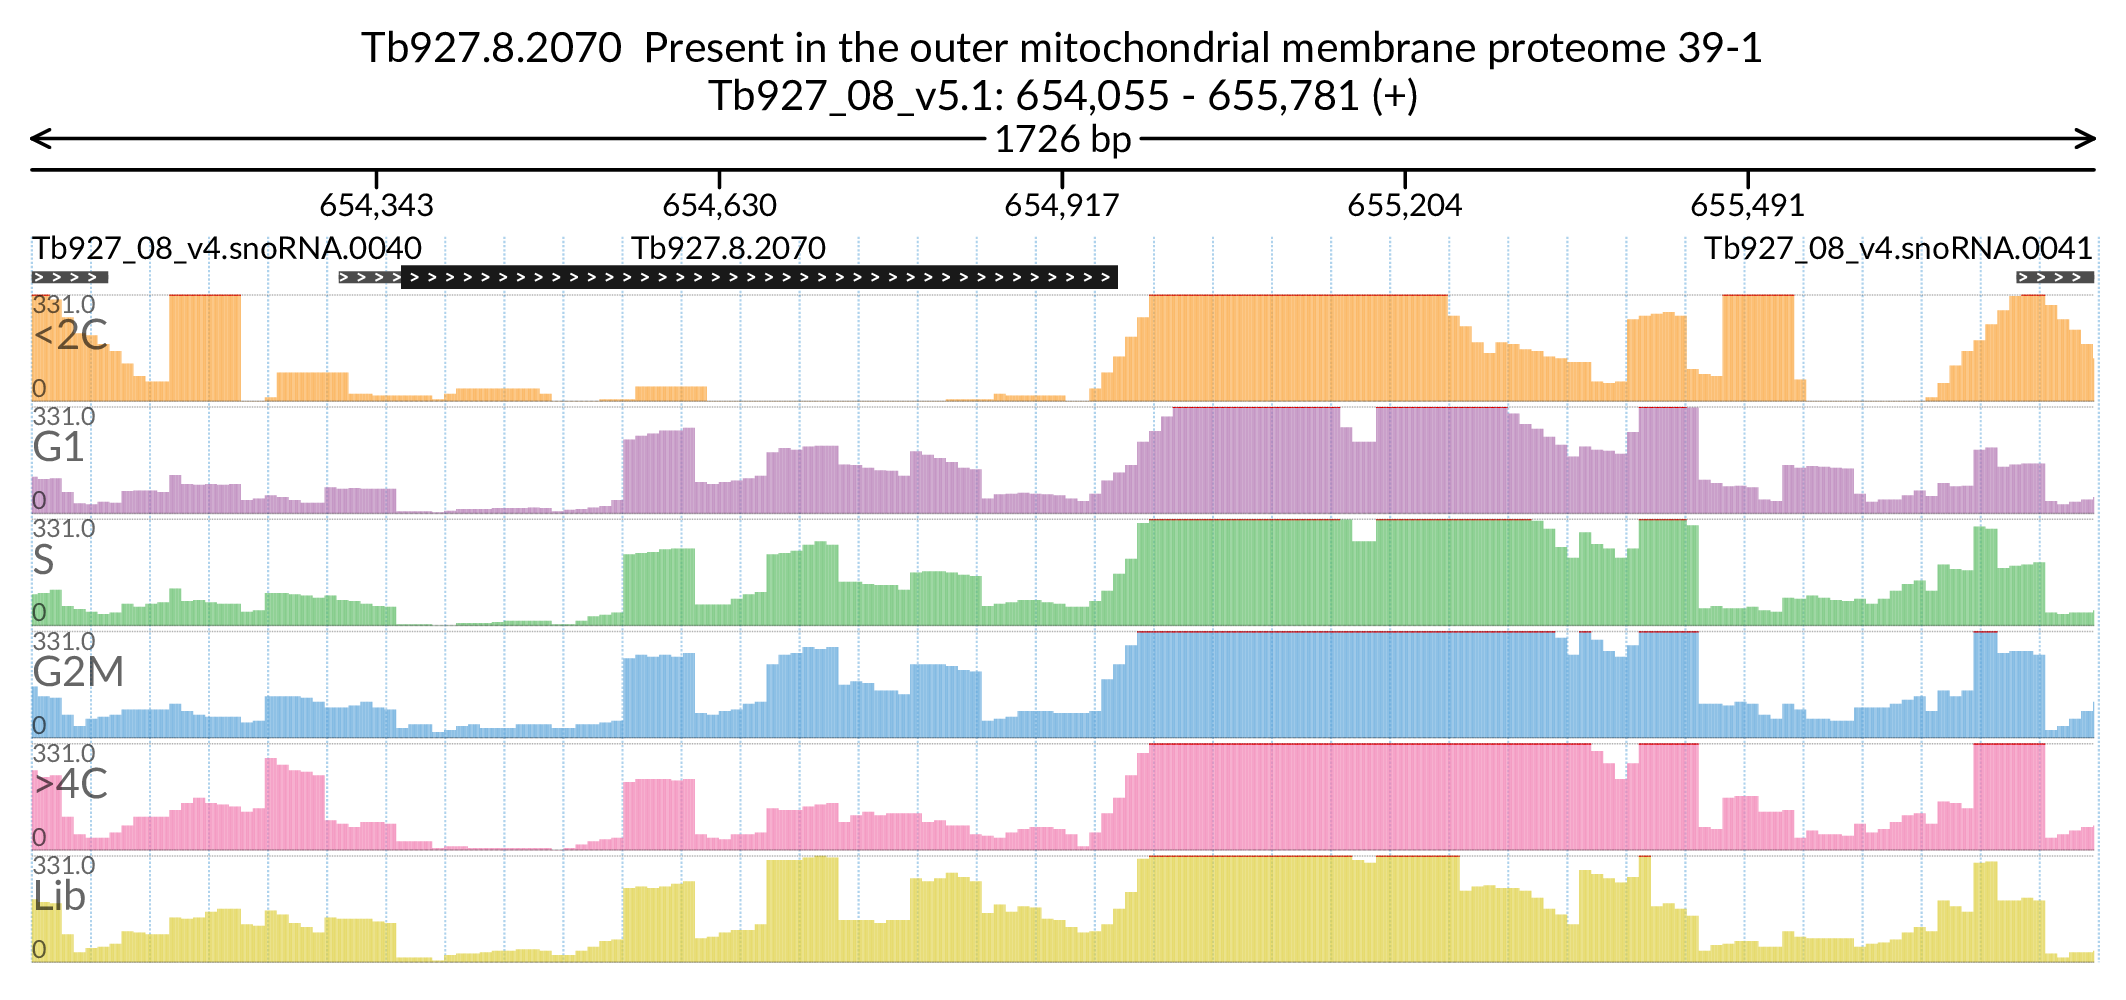 Tb927.8.2070  Present in the outer mitochondrial membrane proteome 39-1
Tb927_08_v5.1: 654,055 - 655,781 (+)
1726 bp
654,343 654,630 654,917 655,204 655,491
Tb927_08_v4.snoRNA.0040 Tb927.8.2070 Tb927_08_v4.snoRNA.0041
331.0
<2C
0
331.0
G1
0
331.0
S
0
331.0
G2M
0
331.0
>4C
0
331.0
Lib
0